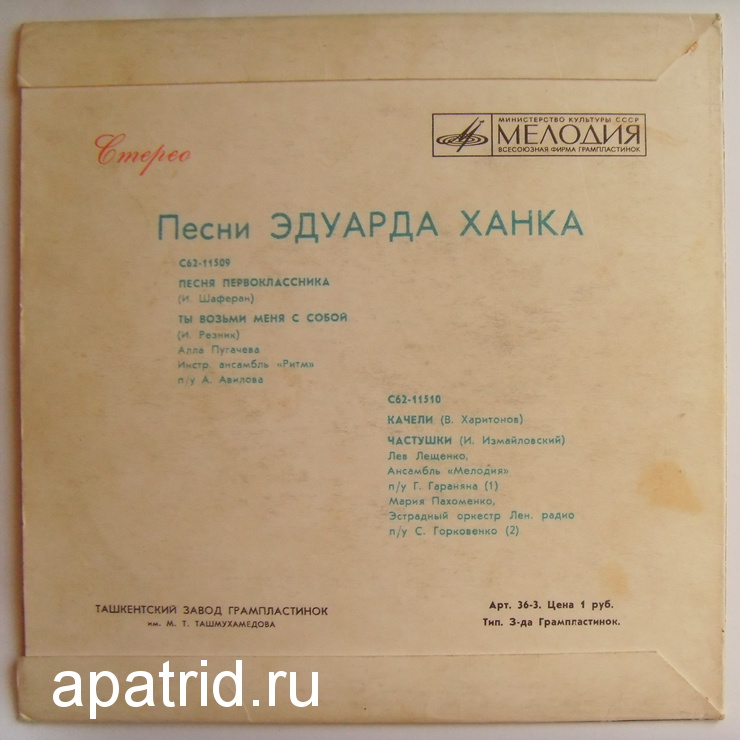 Стерео
МИНИСТЕРСТВО КУЛЬТУРЫ СССР
МЕЛОДИЯ
ВСЕСОЮЗНАЯ ФИРМА ГРАМПЛАСТИНОК
Песни ЭДУАРДА ХАНКА
С62-11509
ПЕСНЯ ПЕРВОКЛАССНИКА
(И. Шаферан)
ТЫ ВОЗЬМИ МЕНЯ С СОБОЙ
(И. Резник)
Алла Пугачева
Инстр. ансамбль «Ритм»
п/у А. Авилова
С62-11510
КАЧЕЛИ (В. Харитонов)
ЧАСТУШКИ (И. Измайловский)
Лев Лещенко,
Ансамбль «Мелодия»
п/у Г. Гараняна (1)
Мария Пахоменко,
Эстрадный оркестр Лен. радио
п/у С. Горковенко (2)
ТАШКЕНТСКИЙ ЗАВОД ГРАМПЛАСТИНОК
им. М. Т. ТАШМУХАМЕДОВА
Арт. 36-3. Цена 1 руб.
Тип. З-да Грампластинок.
apatrid.ru